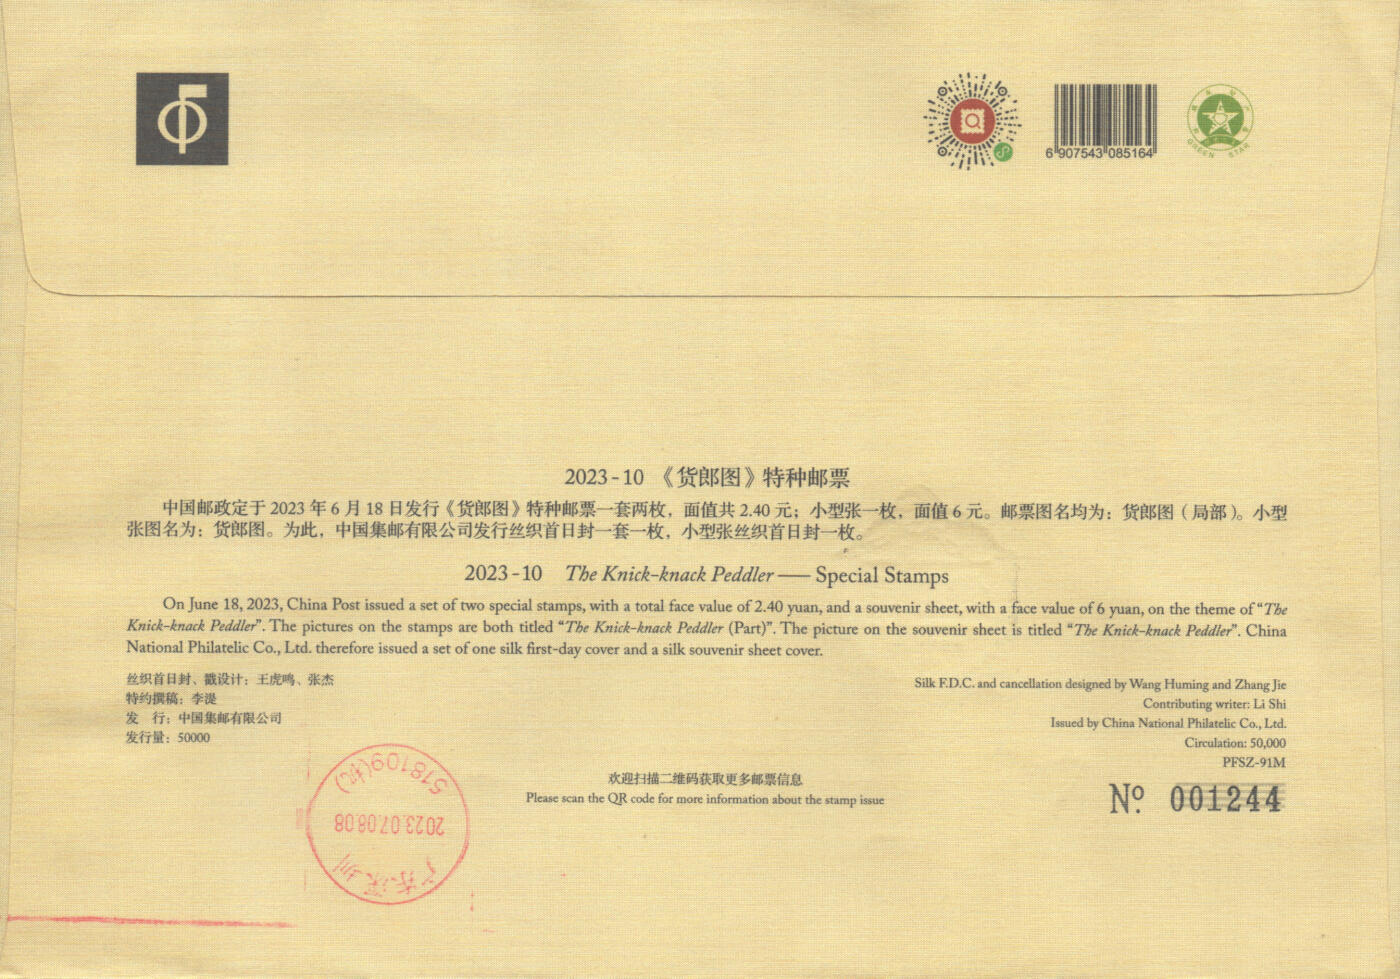 6 907543 085164
GREEN STAR
2023-10 《货郎图》特种邮票
中国邮政定于 2023 年 6 月 18 日发行《货郎图》特种邮票一套两枚，面值共 2.40 元；小型张一枚，面值 6 元。邮票图名均为：货郎图（局部）。小型
张图名为：货郎图。为此，中国集邮有限公司发行丝织首日封一套一枚，小型张丝织首日封一枚。
2023-10 The Knick-knack Peddler —— Special Stamps
On June 18, 2023, China Post issued a set of two special stamps, with a total face value of 2.40 yuan, and a souvenir sheet, with a face value of 6 yuan, on the theme of “The
Knick-knack Peddler”. The pictures on the stamps are both titled “The Knick-knack Peddler (Part)”. The picture on the souvenir sheet is titled “The Knick-knack Peddler”. China
National Philatelic Co., Ltd. therefore issued a set of one silk first-day cover and a silk souvenir sheet cover.
丝织首日封、戳设计：王虎鸣、张杰
特约撰稿：李湜
发　行：中国集邮有限公司
发行量：50000
Silk F.D.C. and cancellation designed by Wang Huming and Zhang Jie
Contributing writer: Li Shi
Issued by China National Philatelic Co., Ltd.
Circulation: 50,000
PFSZ-91M
欢迎扫描二维码获取更多邮票信息
Please scan the QR code for more information about the stamp issue
№ 001244
广东深圳
2023.07.08.08
518109(机)